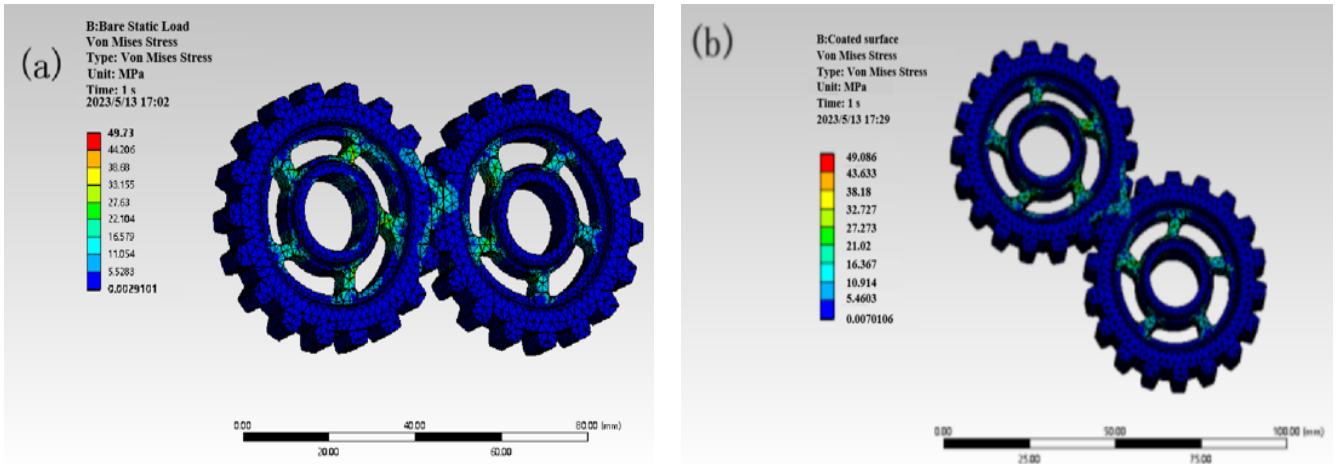 (a)
B:Bare Static Load
Von Mises Stress
Type: Von Mises Stress
Unit: MPa
Time: 1 s
2023/5/13 17:02
49.73
44.206
38.68
33.155
27.63
22.104
16.579
11.054
5.5283
0.0029101
0.00
40.00
80.00 (mm)
20.00
60.00
(b)
B:Coated surface
Von Mises Stress
Type: Von Mises Stress
Unit: MPa
Time: 1 s
2023/5/13 17:29
49.086
43.633
38.18
32.727
27.273
21.02
16.367
10.914
5.4603
0.0070106
0.00
50.00
100.00 (mm)
25.00
75.00